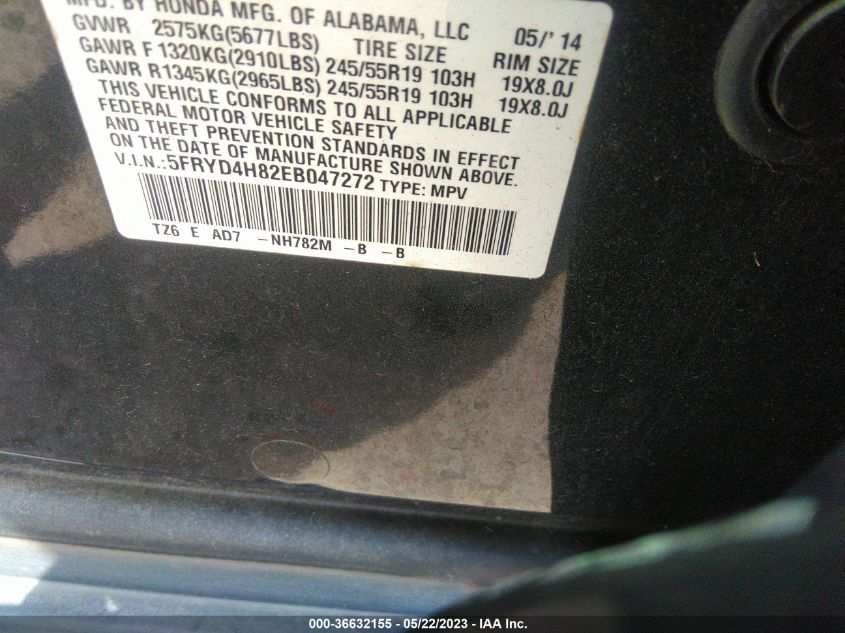 MFD. BY HONDA MFG. OF ALABAMA, LLC 05/' 14
GVWR 2575KG(5677LBS) TIRE SIZE RIM SIZE
GAWR F 1320KG(2910LBS) 245/55R19 103H 19X8.0J
GAWR R1345KG(2965LBS) 245/55R19 103H 19X8.0J
THIS VEHICLE CONFORMS TO ALL APPLICABLE
FEDERAL MOTOR VEHICLE SAFETY
AND THEFT PREVENTION STANDARDS IN EFFECT
ON THE DATE OF MANUFACTURE SHOWN ABOVE.
V.I.N.:5FRYD4H82EB047272 TYPE: MPV
TZ6 E AD7 -NH782M -B -B
000-36632155 - 05/22/2023 - IAA Inc.